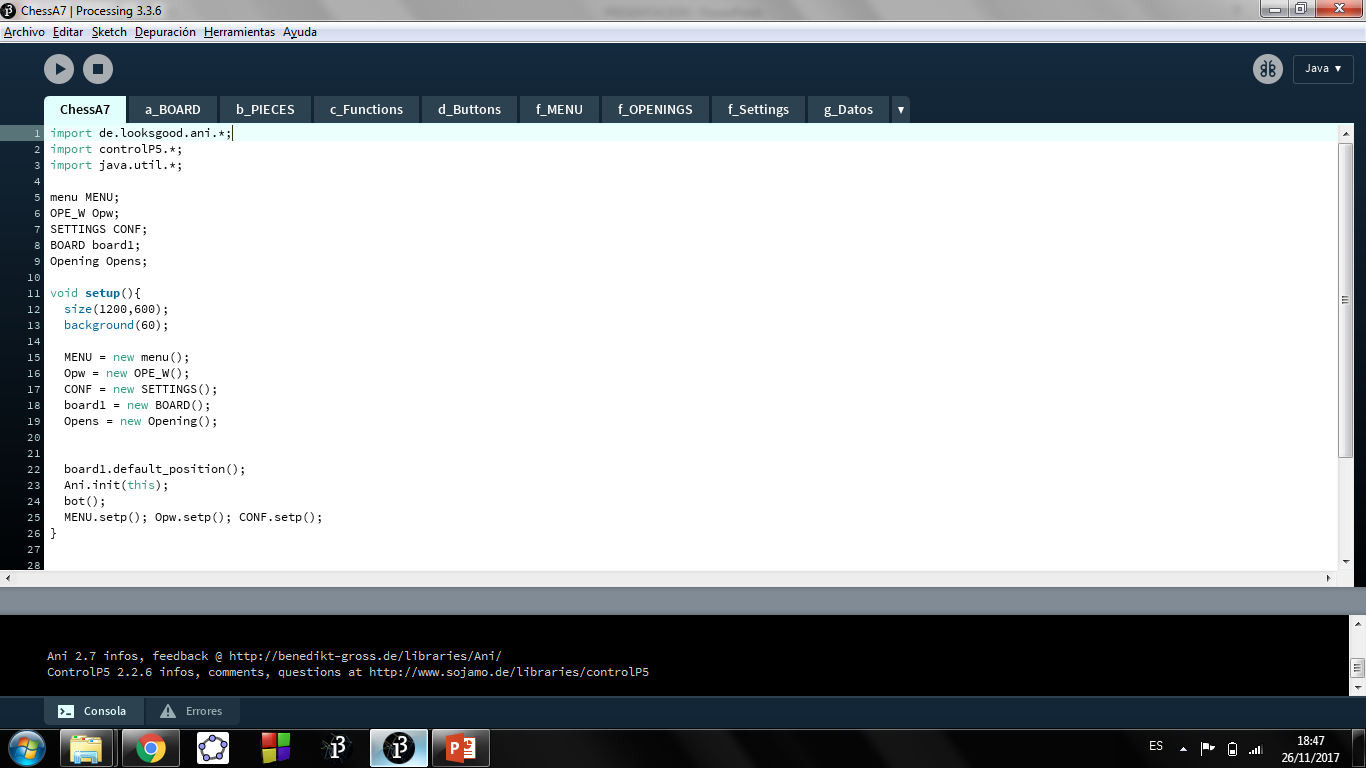 ChessA7 | Processing 3.3.6
Archivo Editar Sketch Depuración Herramientas Ayuda
Java ▼
ChessA7 a_BOARD b_PIECES c_Functions d_Buttons f_MENU f_OPENINGS f_Settings g_Datos ▼
1 import de.looksgood.ani.*;
2 import controlP5.*;
3 import java.util.*;
4
5 menu MENU;
6 OPE_W Opw;
7 SETTINGS CONF;
8 BOARD board1;
9 Opening Opens;
10
11 void setup(){
12 size(1200,600);
13 background(60);
14
15 MENU = new menu();
16 Opw = new OPE_W();
17 CONF = new SETTINGS();
18 board1 = new BOARD();
19 Opens = new Opening();
20
21
22 board1.default_position();
23 Ani.init(this);
24 bot();
25 MENU.setp(); Opw.setp(); CONF.setp();
26 }
27
28
Ani 2.7 infos, feedback @ http://benedikt-gross.de/libraries/Ani/
ControlP5 2.2.6 infos, comments, questions at http://www.sojamo.de/libraries/controlP5
Consola Errores
ES 18:47
26/11/2017